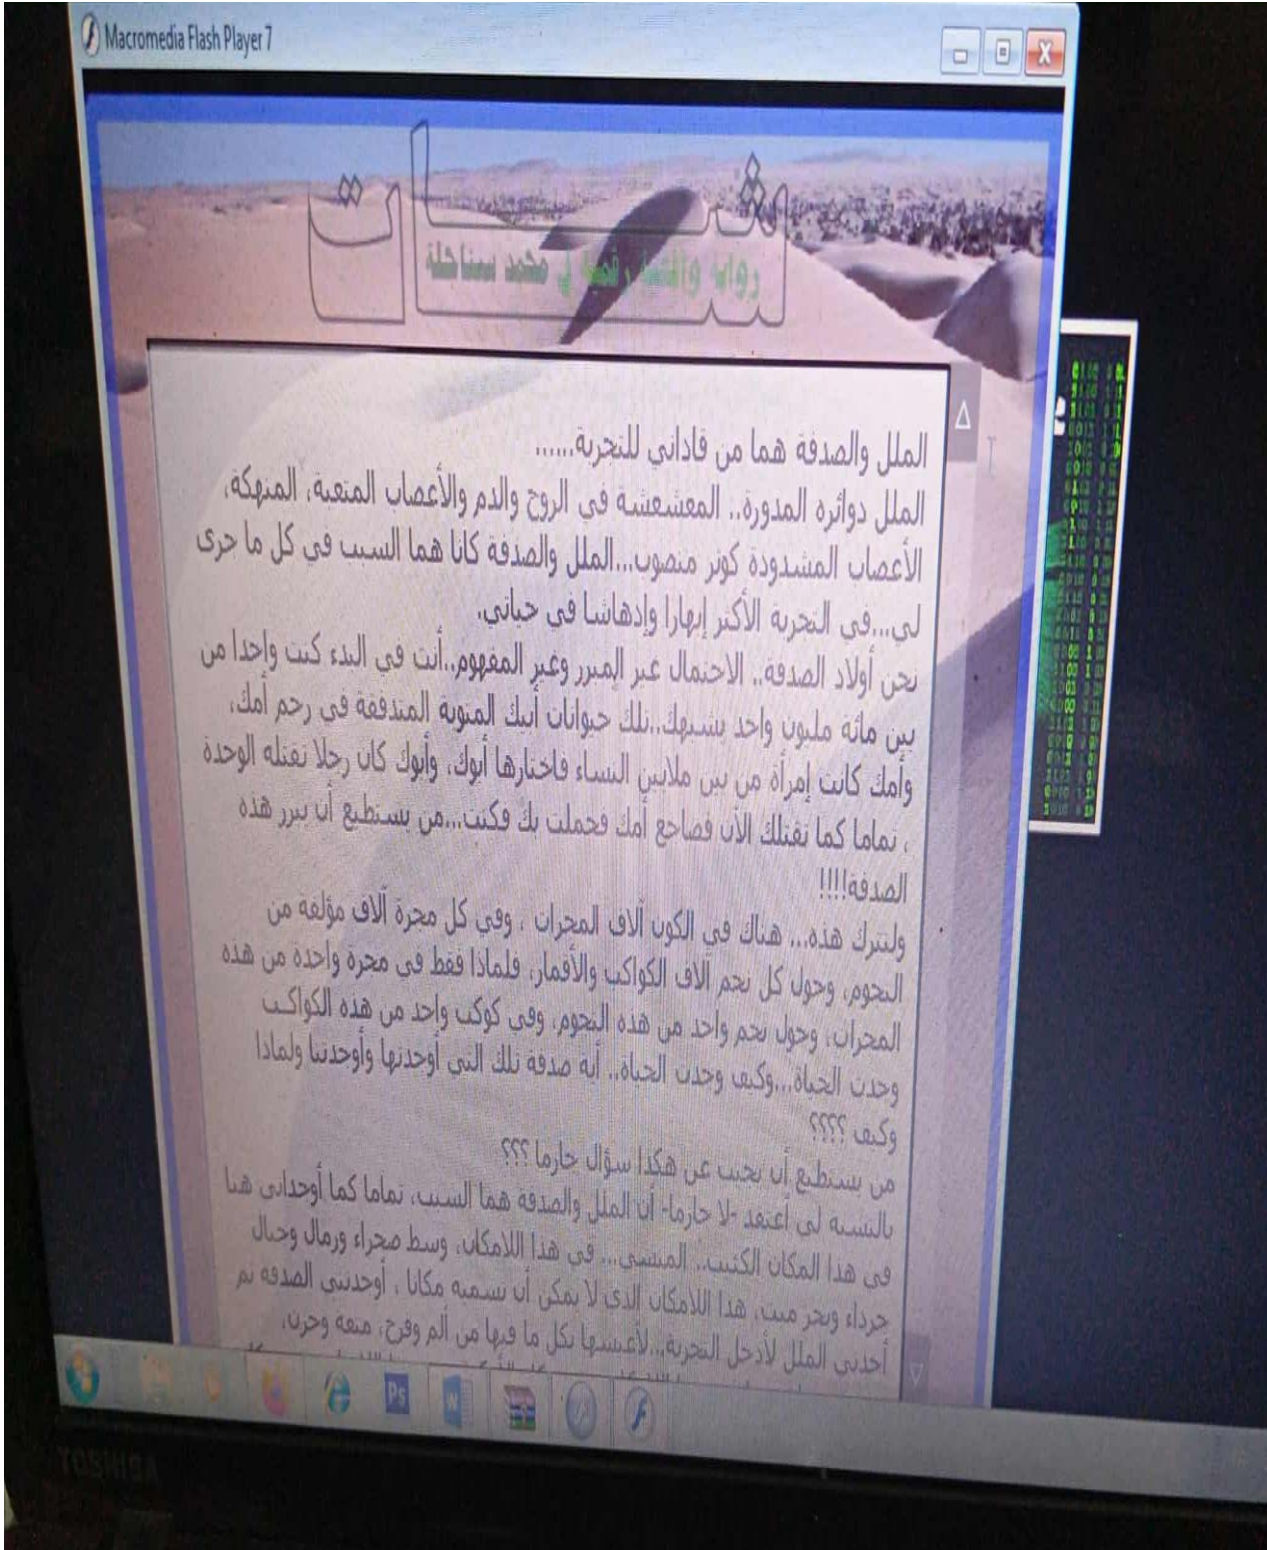 Macromedia Flash Player 7
شات
رواية واقعية رقمية لـ محمد سناجلة
الملل والصدفة هما من قاداني للتجربة......
الملل دوائره المدورة.. المعشعشة في الروح والدم والأعصاب المتعبة، المنهكة،
الأعصاب المشدودة كوتر منصوب...الملل والصدفة كانا هما السبب في كل ما جرى
لي...في التجربة الأكثر إبهارا وإدهاشا في حياتي.
نحن أولاد الصدفة.. الاحتمال غير المبرر وغير المفهوم..أنت في البدء كنت واحدا من
بين مائة مليون واحد يشبهك..تلك حيوانات أبيك المنوية المتدفقة في رحم أمك،
وأمك كانت إمرأة من بين ملايين النساء فاختارها أبوك، وأبوك كان رجلا تقتله الوحدة
، تماما كما تقتلك الآن فضاجع أمك فحملت بك فكنت...من يستطيع أن يبرر هذه
الصدفة!!!!
ولنترك هذه... هناك في الكون آلاف المجرات ، وفي كل مجرة آلاف مؤلفة من
النجوم، وحول كل نجم آلاف الكواكب والأقمار، فلماذا فقط في مجرة واحدة من هذه
المجرات، وحول نجم واحد من هذه النجوم، وفي كوكب واحد من هذه الكواكب
وجدت الحياة...وكيف وجدت الحياة.. أية صدفة تلك التي أوجدتها وأوجدتنا ولماذا
وكيف ؟؟؟؟
من يستطيع أن يجيب عن هكذا سؤال جازما ؟؟؟
بالنسبة لي أعتقد -لا جازما- أن الملل والصدفة هما السبب، تماما كما أوجداني هنا
في هذا المكان الكئيب.. المنسي... في هذا اللامكان، وسط صحراء ورمال وجبال
جرداء وبحر ميت، هذا اللامكان الذي لا يمكن أن نسميه مكانا ، أوجدتني الصدفة ثم
أخذني الملل لأدخل التجربة...لأعيشها بكل ما فيها من ألم وفرح، متعة وحزن،
Ps
TOSHIBA